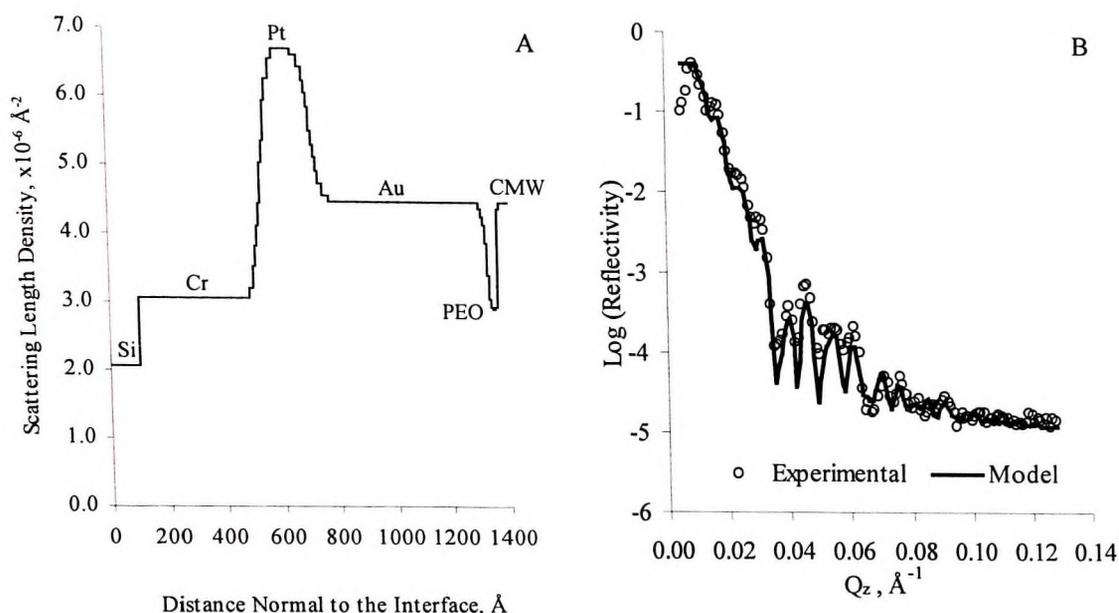 A
Scattering Length Density, x10⁻⁶ Å⁻²
7.0
6.0
5.0
4.0
3.0
2.0
1.0
0.0
Si
Cr
Pt
Au
PEO
CMW
0 200 400 600 800 1000 1200 1400
Distance Normal to the Interface, Å
B
Log (Reflectivity)
0
-1
-2
-3
-4
-5
-6
Experimental Model
0.00 0.02 0.04 0.06 0.08 0.10 0.12 0.14
Qz , Å⁻¹